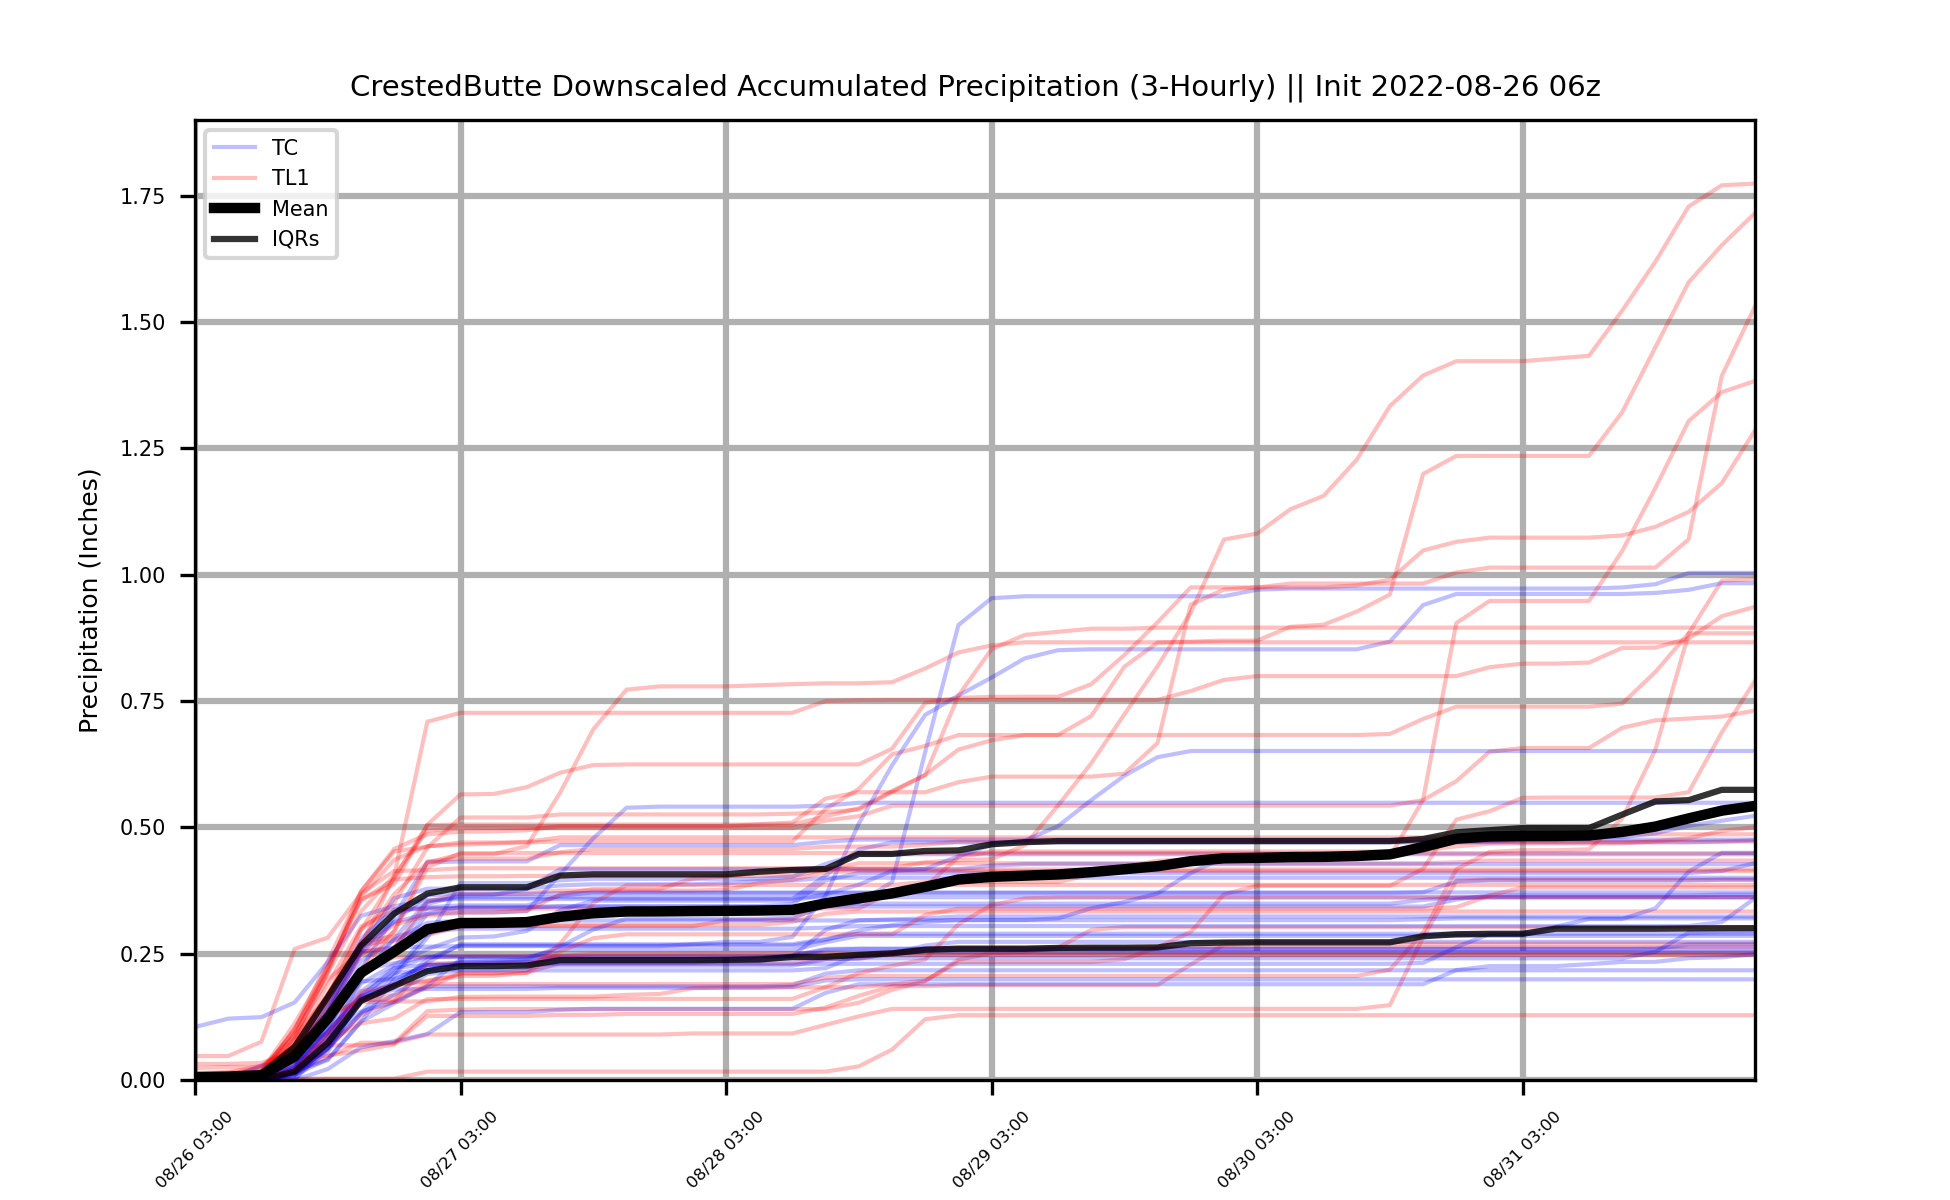 CrestedButte Downscaled Accumulated Precipitation (3-Hourly) || Init 2022-08-26 06z
TC
TL1
Mean
IQRs
Precipitation (Inches)
1.75
1.50
1.25
1.00
0.75
0.50
0.25
0.00
08/26 03:00
08/27 03:00
08/28 03:00
08/29 03:00
08/30 03:00
08/31 03:00